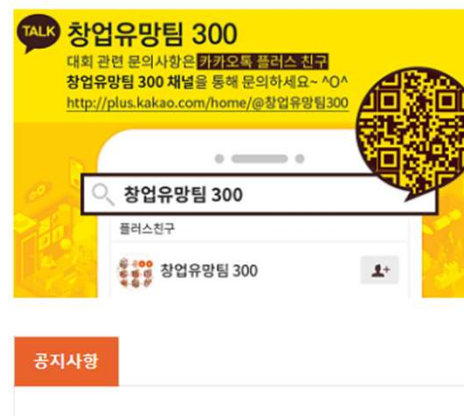 TALK 창업유망팀 300
대회 관련 문의사항은 카카오톡 플러스 친구
창업유망팀 300 채널을 통해 문의하세요~ ^O^
http://plus.kakao.com/home/@창업유망팀300
창업유망팀 300
플러스친구
창업유망팀 300
공지사항